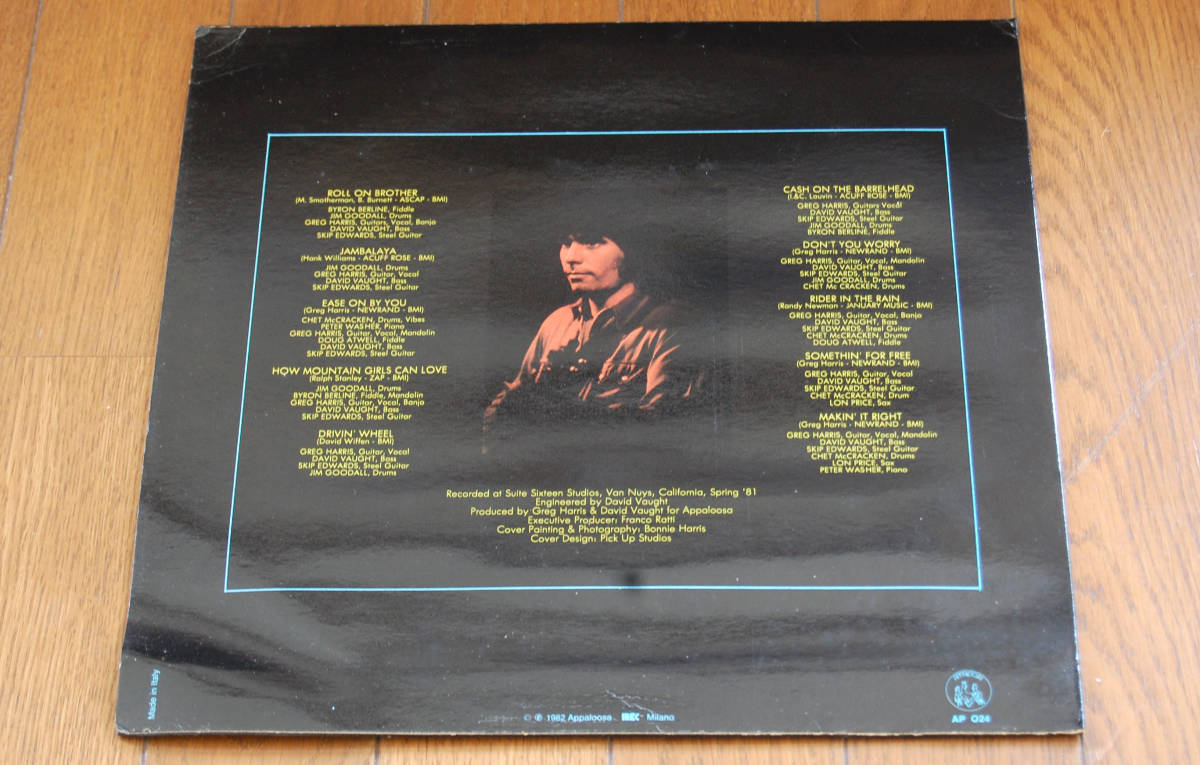 ROLL ON BROTHER
(M. Smotherman, B. Burnett - ASCAP - BMI)
BYRON BERLINE, Fiddle
JIM GOODALL, Drums
GREG HARRIS, Guitars, Vocal, Banjo
DAVID VAUGHT, Bass
SKIP EDWARDS, Steel Guitar
JAMBALAYA
(Hank Williams - ACUFF ROSE - BMI)
JIM GOODALL, Drums
GREG HARRIS, Guitar, Vocal
DAVID VAUGHT, Bass
SKIP EDWARDS, Steel Guitar
EASE ON BY YOU
(Greg Harris - NEWRAND - BMI)
CHET McCRACKEN, Drums, Vibes
PETER WASHER, Piano
GREG HARRIS, Guitar, Vocal, Mandolin
DOUG ATWELL, Fiddle
DAVID VAUGHT, Bass
SKIP EDWARDS, Steel Guitar
HOW MOUNTAIN GIRLS CAN LOVE
(Ralph Stanley - ZAP - BMI)
JIM GOODALL, Drums
BYRON BERLINE, Fiddle, Mandolin
GREG HARRIS, Guitar, Vocal, Banjo
DAVID VAUGHT, Bass
SKIP EDWARDS, Steel Guitar
DRIVIN' WHEEL
(David Wiffen - BMI)
GREG HARRIS, Guitar, Vocal
DAVID VAUGHT, Bass
SKIP EDWARDS, Steel Guitar
JIM GOODALL, Drums
CASH ON THE BARRELHEAD
(I.&C. Louvin - ACUFF ROSE - BMI)
GREG HARRIS, Guitars Vocal
DAVID VAUGHT, Bass
SKIP EDWARDS, Steel Guitar
JIM GOODALL, Drums
BYRON BERLINE, Fiddle
DON'T YOU WORRY
(Greg Harris - NEWRAND - BMI)
GREG HARRIS, Guitar, Vocal, Mandolin
DAVID VAUGHT, Bass
SKIP EDWARDS, Steel Guitar
JIM GOODALL, Drums
CHET Mc CRACKEN, Drums
RIDER IN THE RAIN
(Randy Newman - JANUARY MUSIC - BMI)
GREG HARRIS, Guitar, Vocal, Banjo
DAVID VAUGHT, Bass
SKIP EDWARDS, Steel Guitar
CHET McCRACKEN, Drums
DOUG ATWELL, Fiddle
SOMETHIN' FOR FREE
(Greg Harris - NEWRAND - BMI)
GREG HARRIS, Guitar, Vocal
DAVID VAUGHT, Bass
SKIP EDWARDS, Steel Guitar
CHET McCRACKEN, Drum
LON PRICE, Sax
MAKIN' IT RIGHT
(Greg Harris - NEWRAND - BMI)
GREG HARRIS, Guitar, Vocal, Mandolin
DAVID VAUGHT, Bass
SKIP EDWARDS, Steel Guitar
CHET McCRACKEN, Drums
LON PRICE, Sax
PETER WASHER, Piano
Recorded at Suite Sixteen Studios, Van Nuys, California, Spring '81
Engineered by David Vaught
Produced by Greg Harris & David Vaught for Appaloosa
Executive Producer: Franco Ratti
Cover Painting & Photography: Bonnie Harris
Cover Design: Pick Up Studios
Made in Italy
© ℗ 1982 Appaloosa Milano
AP 024